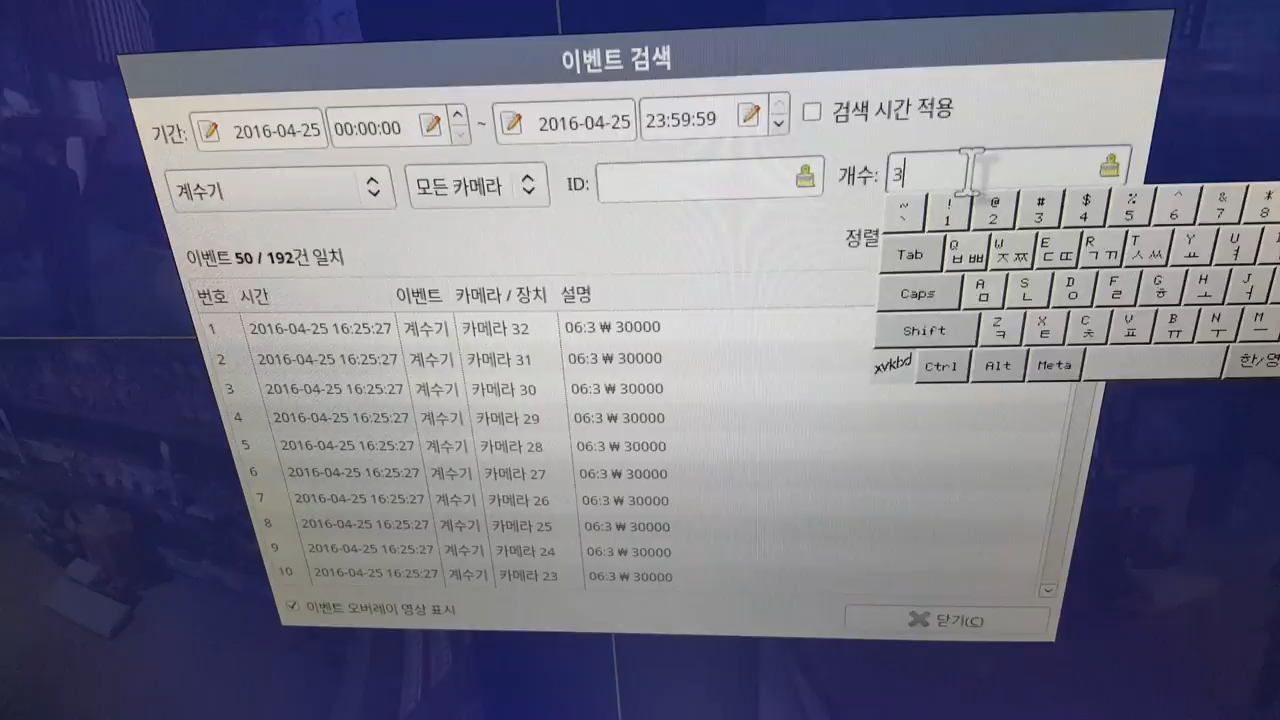 이벤트 검색
기간: 2016-04-25 00:00:00 ~ 2016-04-25 23:59:59 검색 시간 적용
계수기 모든 카메라 ID: 개수: 3
정렬
이벤트 50 / 192건 일치
번호 시간 이벤트 카메라 / 장치 설명
1 2016-04-25 16:25:27 계수기 카메라 32 06:3 ₩ 30000
2 2016-04-25 16:25:27 계수기 카메라 31 06:3 ₩ 30000
3 2016-04-25 16:25:27 계수기 카메라 30 06:3 ₩ 30000
4 2016-04-25 16:25:27 계수기 카메라 29 06:3 ₩ 30000
5 2016-04-25 16:25:27 계수기 카메라 28 06:3 ₩ 30000
6 2016-04-25 16:25:27 계수기 카메라 27 06:3 ₩ 30000
7 2016-04-25 16:25:27 계수기 카메라 26 06:3 ₩ 30000
8 2016-04-25 16:25:27 계수기 카메라 25 06:3 ₩ 30000
9 2016-04-25 16:25:27 계수기 카메라 24 06:3 ₩ 30000
10 2016-04-25 16:25:27 계수기 카메라 23 06:3 ₩ 30000
이벤트 오버레이 영상 표시
닫기(C)
~ ! @ # $ % ^ & *
` 1 2 3 4 5 6 7 8
Tab Q ㅂ ㅃ W ㅈ ㅉ E ㄷ ㄸ R ㄱ ㄲ T ㅅ ㅆ Y ㅛ U ㅕ
Caps A ㅁ S ㄴ D ㅇ F ㄹ G ㅎ H ㅗ J ㅓ
Shift Z ㅋ X ㅌ C ㅊ V ㅍ B ㅠ N ㅜ M ㅡ
xvkbd Ctrl Alt Meta 한/영